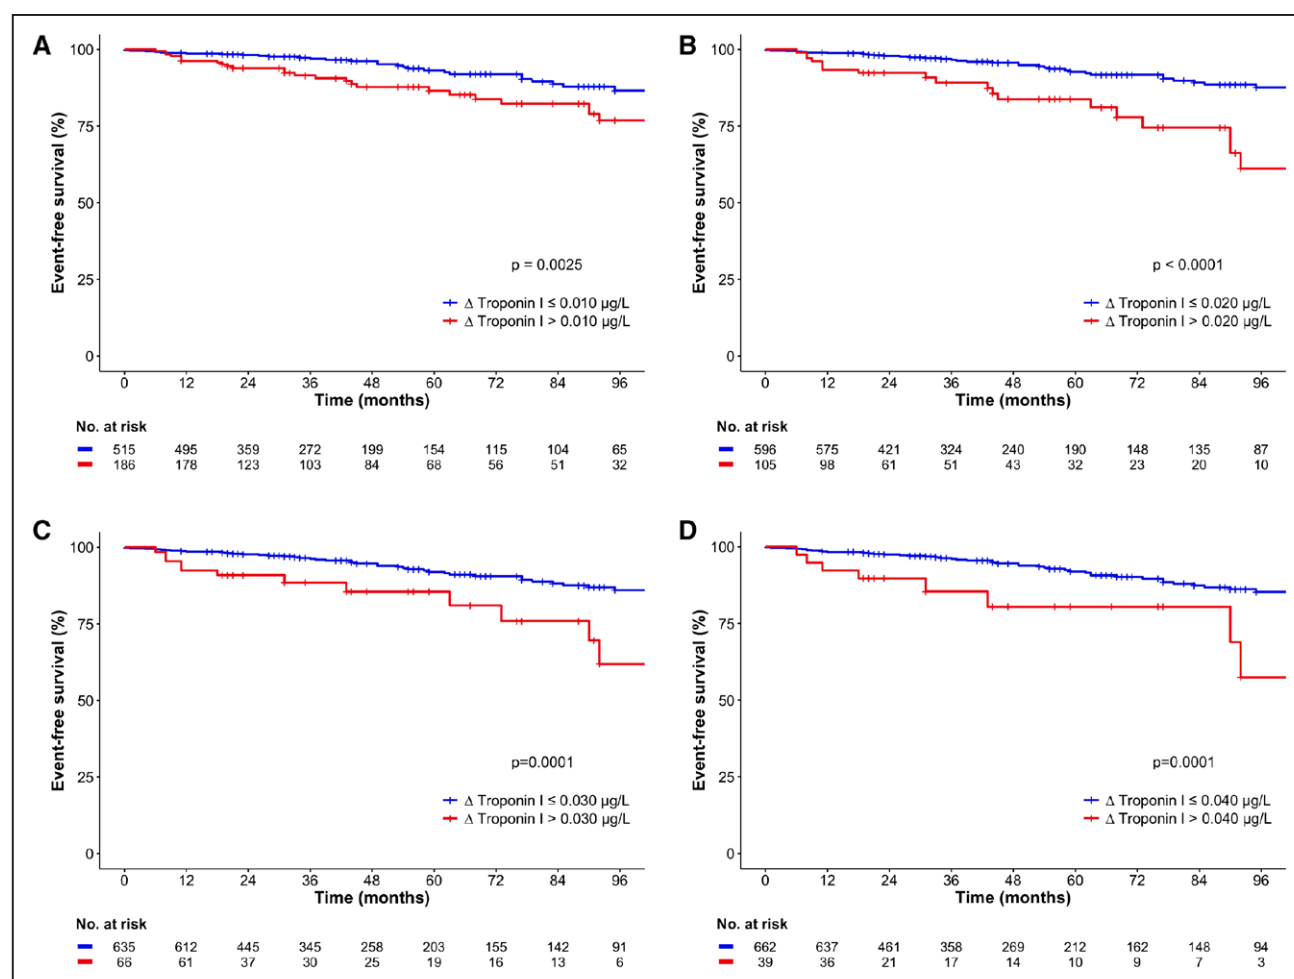 A
100
75
50
25
0
Event-free survival (%)
p = 0.0025
Δ Troponin I ≤ 0.010 µg/L
Δ Troponin I > 0.010 µg/L
0 12 24 36 48 60 72 84 96
Time (months)
No. at risk
515 495 359 272 199 154 115 104 65
186 178 123 103 84 68 56 51 32
B
100
75
50
25
0
Event-free survival (%)
p < 0.0001
Δ Troponin I ≤ 0.020 µg/L
Δ Troponin I > 0.020 µg/L
0 12 24 36 48 60 72 84 96
Time (months)
No. at risk
596 575 421 324 240 190 148 135 87
105 98 61 51 43 32 23 20 10
C
100
75
50
25
0
Event-free survival (%)
p=0.0001
Δ Troponin I ≤ 0.030 µg/L
Δ Troponin I > 0.030 µg/L
0 12 24 36 48 60 72 84 96
Time (months)
No. at risk
635 612 445 345 258 203 155 142 91
66 61 37 30 25 19 16 13 6
D
100
75
50
25
0
Event-free survival (%)
p=0.0001
Δ Troponin I ≤ 0.040 µg/L
Δ Troponin I > 0.040 µg/L
0 12 24 36 48 60 72 84 96
Time (months)
No. at risk
662 637 461 358 269 212 162 148 94
39 36 21 17 14 10 9 7 3